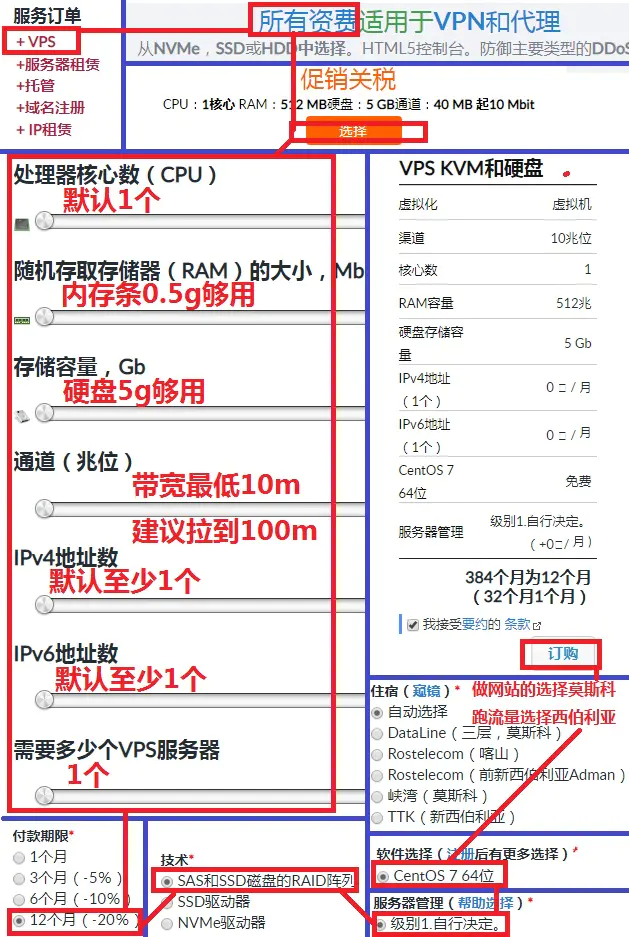 服务订单
+ VPS
+服务器租赁
+托管
+域名注册
+ IP租赁
所有资费适用于VPN和代理
从NVMe，SSD或HDD中选择。HTML5控制台。防御主要类型的DDoS
促销关税
CPU：1核心 RAM：512 MB硬盘：5 GB通道：40 MB 起10 Mbit
选择
处理器核心数（CPU）
默认1个
随机存取存储器（RAM）的大小，Mb
内存条0.5g够用
存储容量，Gb
硬盘5g够用
通道（兆位）
带宽最低10m
建议拉到100m
IPv4地址数
默认至少1个
IPv6地址数
默认至少1个
需要多少个VPS服务器
1个
VPS KVM和硬盘
虚拟化 虚拟机
渠道 10兆位
核心数 1
RAM容量 512兆
硬盘存储容量 5 Gb
IPv4地址（1个） 0 □ / 月
IPv6地址（1个） 0 □ / 月
CentOS 7 64位 免费
服务器管理 级别1.自行决定。
（+0□/ 月）
384个月为12个月
（32个月1个月）
我接受要约的 条款
订购
住宿（窥镜）*
做网站的选择莫斯科
跑流量选择西伯利亚
自动选择
DataLine（三层，莫斯科）
Rostelecom（喀山）
Rostelecom（前新西伯利亚Adman）
峡湾（莫斯科）
TTK（新西伯利亚）
软件选择（注册后有更多选择）*
CentOS 7 64位
服务器管理（帮助选择）*
级别1.自行决定。
付款期限*
1个月
3个月（-5%）
6个月（-10%）
12个月（-20%）
技术*
SAS和SSD磁盘的RAID阵列
SSD驱动器
NVMe驱动器